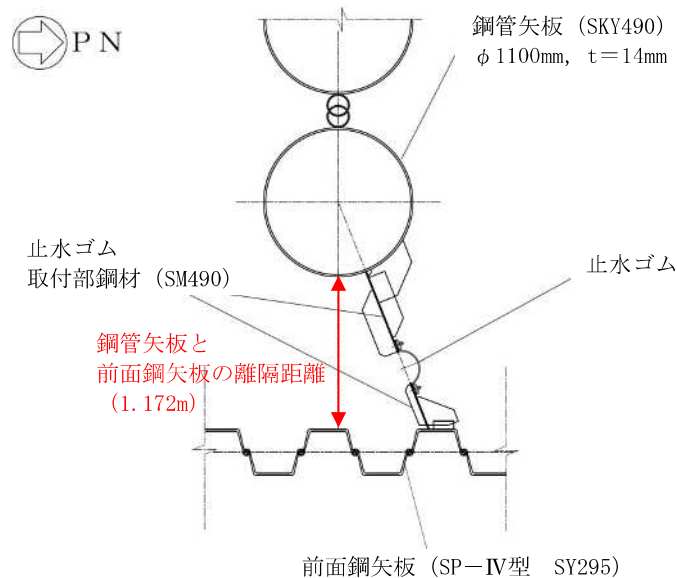 PN
鋼管矢板（SKY490）
φ1100mm, t＝14mm
止水ゴム
取付部鋼材（SM490）
止水ゴム
鋼管矢板と
前面鋼矢板の離隔距離
（1.172m）
前面鋼矢板（SP－Ⅳ型　SY295）